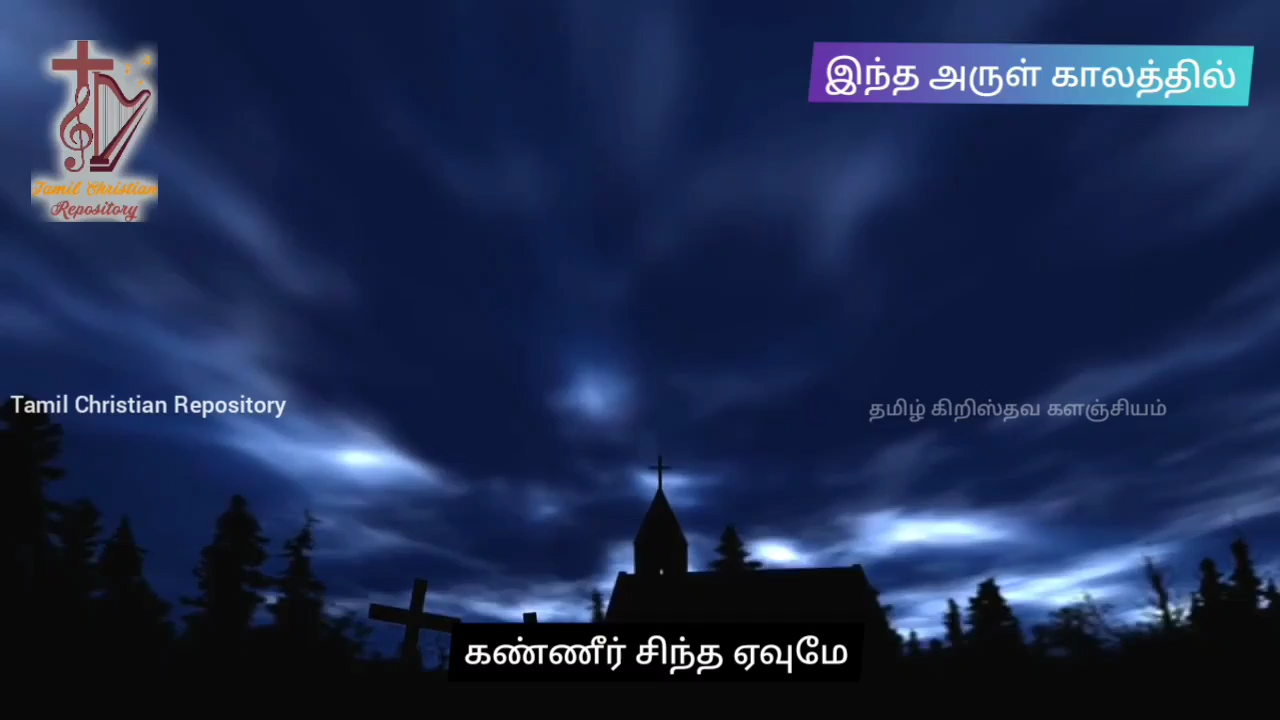 இந்த அருள் காலத்தில்
Tamil Christian
Repository
Tamil Christian Repository
தமிழ் கிறிஸ்தவ களஞ்சியம்
கண்ணீர் சிந்த ஏவுமே